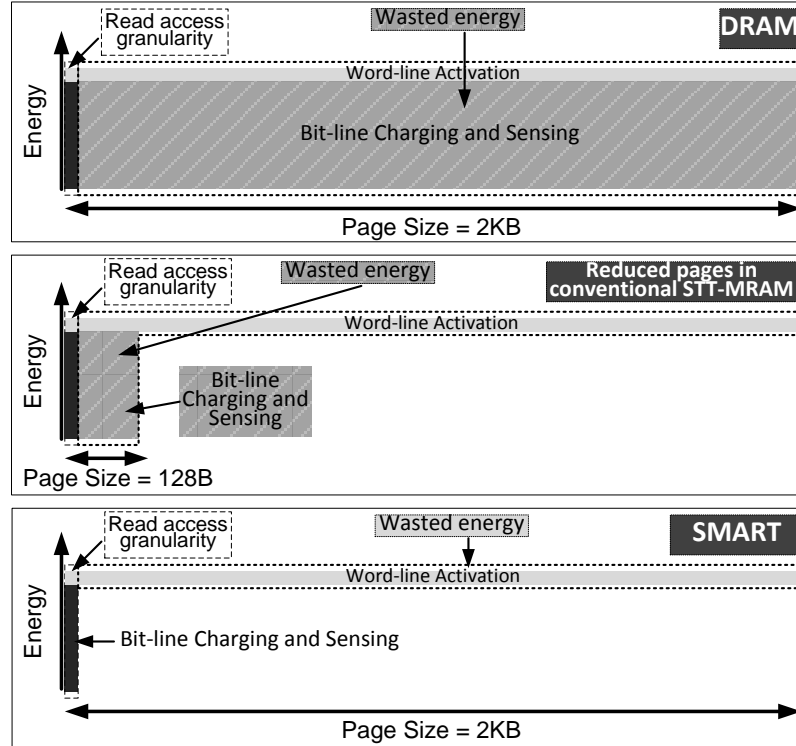 Read access
granularity
Wasted energy
DRAM
Word-line Activation
Bit-line Charging and Sensing
Energy
Page Size = 2KB
Read access
granularity
Wasted energy
Reduced pages in
conventional STT-MRAM
Word-line Activation
Bit-line
Charging and
Sensing
Energy
Page Size = 128B
Read access
granularity
Wasted energy
SMART
Word-line Activation
Bit-line Charging and Sensing
Energy
Page Size = 2KB